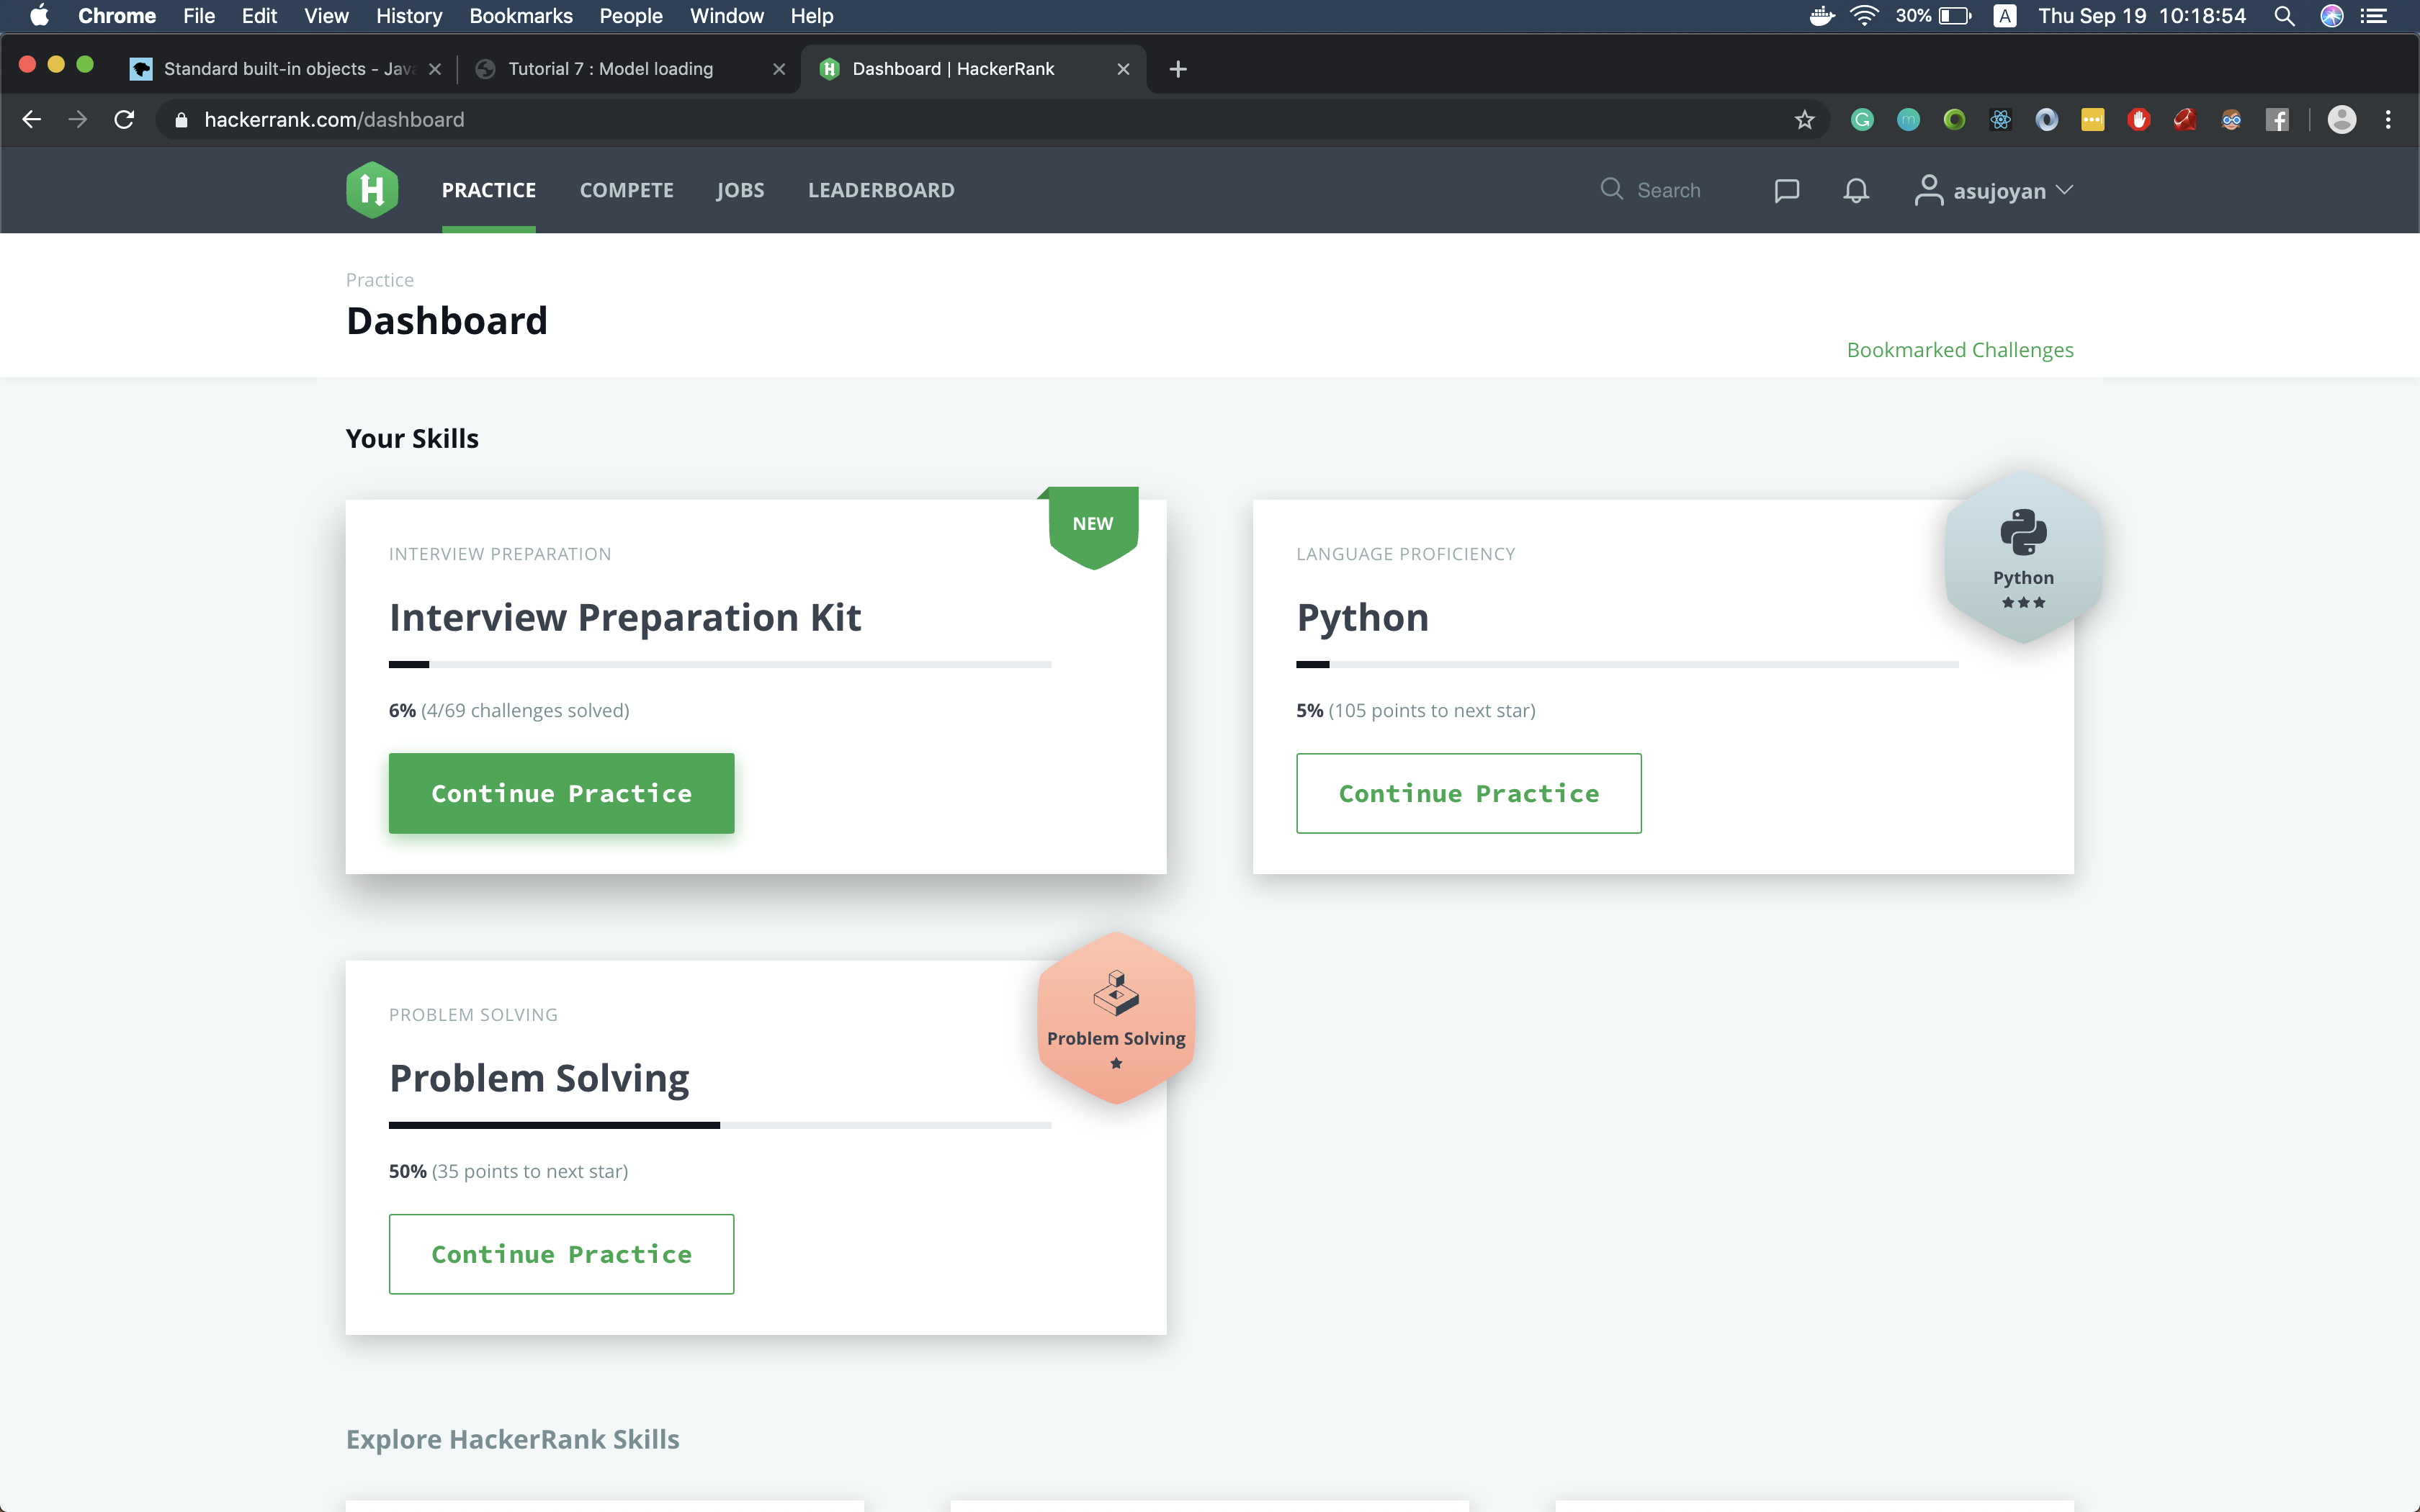 Chrome File Edit View History Bookmarks People Window Help 30% A Thu Sep 19 10:18:54
Standard built-in objects - Jav Tutorial 7 : Model loading Dashboard | HackerRank
hackerrank.com/dashboard
H PRACTICE COMPETE JOBS LEADERBOARD Search asujoyan
Practice
Dashboard
Bookmarked Challenges
Your Skills
NEW
INTERVIEW PREPARATION
Interview Preparation Kit
6% (4/69 challenges solved)
Continue Practice
LANGUAGE PROFICIENCY
Python
Python
5% (105 points to next star)
Continue Practice
PROBLEM SOLVING
Problem Solving
Problem Solving
50% (35 points to next star)
Continue Practice
Explore HackerRank Skills